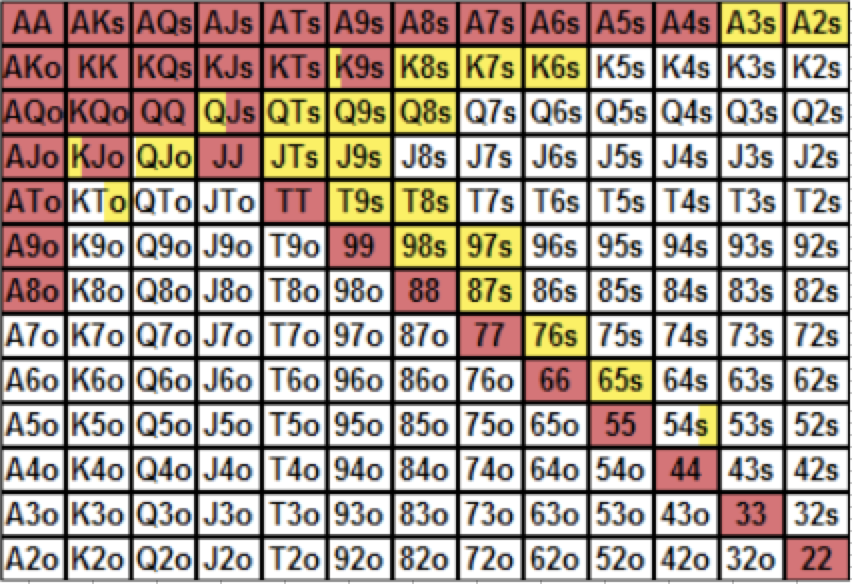 AA AKs AQs AJs ATs A9s A8s A7s A6s A5s A4s A3s A2s
AKo KK KQs KJs KTs K9s K8s K7s K6s K5s K4s K3s K2s
AQo KQo QQ QJs QTs Q9s Q8s Q7s Q6s Q5s Q4s Q3s Q2s
AJo KJo QJo JJ JTs J9s J8s J7s J6s J5s J4s J3s J2s
ATo KTo QTo JTo TT T9s T8s T7s T6s T5s T4s T3s T2s
A9o K9o Q9o J9o T9o 99 98s 97s 96s 95s 94s 93s 92s
A8o K8o Q8o J8o T8o 98o 88 87s 86s 85s 84s 83s 82s
A7o K7o Q7o J7o T7o 97o 87o 77 76s 75s 74s 73s 72s
A6o K6o Q6o J6o T6o 96o 86o 76o 66 65s 64s 63s 62s
A5o K5o Q5o J5o T5o 95o 85o 75o 65o 55 54s 53s 52s
A4o K4o Q4o J4o T4o 94o 84o 74o 64o 54o 44 43s 42s
A3o K3o Q3o J3o T3o 93o 83o 73o 63o 53o 43o 33 32s
A2o K2o Q2o J2o T2o 92o 82o 72o 62o 52o 42o 32o 22